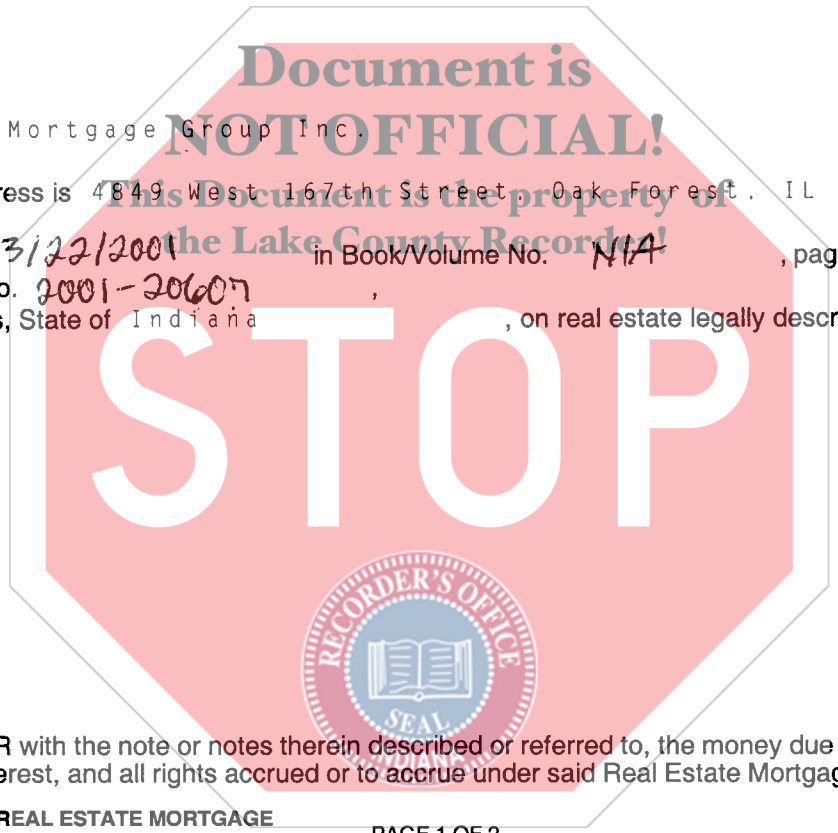 Document is
NOT OFFICIAL!
Mortgage Group Inc.
This Document is the property of
ress is 4849 West 167th Street, Oak Forest, IL
the Lake County Recorder!
3/22/2001 in Book/Volume No. N/A , pag
o. 2001-20607 ,
s, State of Indiana , on real estate legally descr
STOP
RECORDER'S OFFICE
SEAL
INDIANA
R with the note or notes therein described or referred to, the money due
erest, and all rights accrued or to accrue under said Real Estate Mortgag
REAL ESTATE MORTGAGE
PAGE 1 OF 2